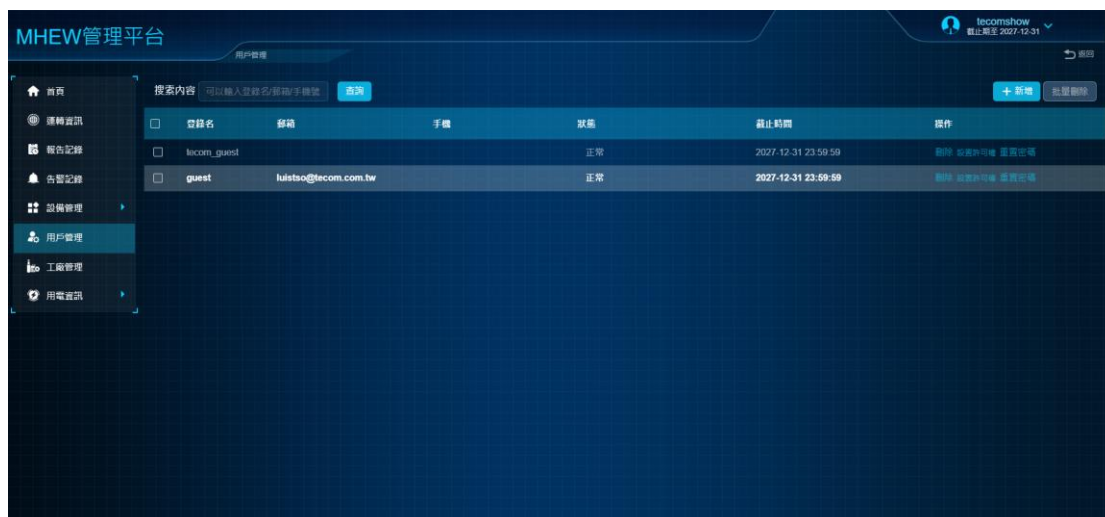 MHEW管理平台
tecomshow
截止期至 2027-12-31
用戶管理
返回
首頁
運轉資訊
報告記錄
告警記錄
設備管理
用戶管理
工廠管理
用電資訊
搜索內容 可以輸入登錄名/郵箱/手機號 查詢
+ 新增 批量刪除
登錄名 郵箱 手機 狀態 截止時間 操作
tecom_guest 正常 2027-12-31 23:59:59 刪除 設置許可權 重置密碼
guest luistso@tecom.com.tw 正常 2027-12-31 23:59:59 刪除 設置許可權 重置密碼